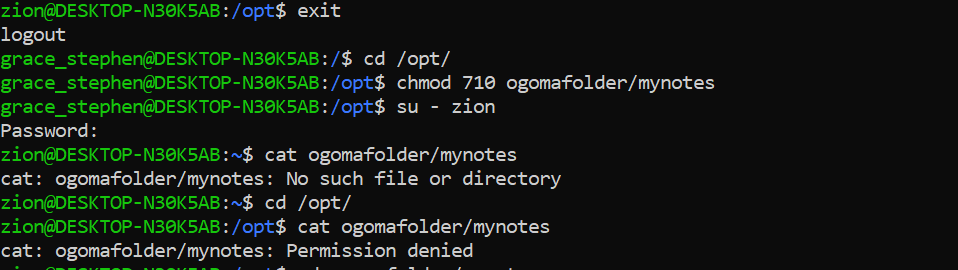 zion@DESKTOP-N30K5AB:/opt$ exit
logout
grace_stephen@DESKTOP-N30K5AB:/$ cd /opt/
grace_stephen@DESKTOP-N30K5AB:/opt$ chmod 710 ogomafolder/mynotes
grace_stephen@DESKTOP-N30K5AB:/opt$ su - zion
Password:
zion@DESKTOP-N30K5AB:~$ cat ogomafolder/mynotes
cat: ogomafolder/mynotes: No such file or directory
zion@DESKTOP-N30K5AB:~$ cd /opt/
zion@DESKTOP-N30K5AB:/opt$ cat ogomafolder/mynotes
cat: ogomafolder/mynotes: Permission denied